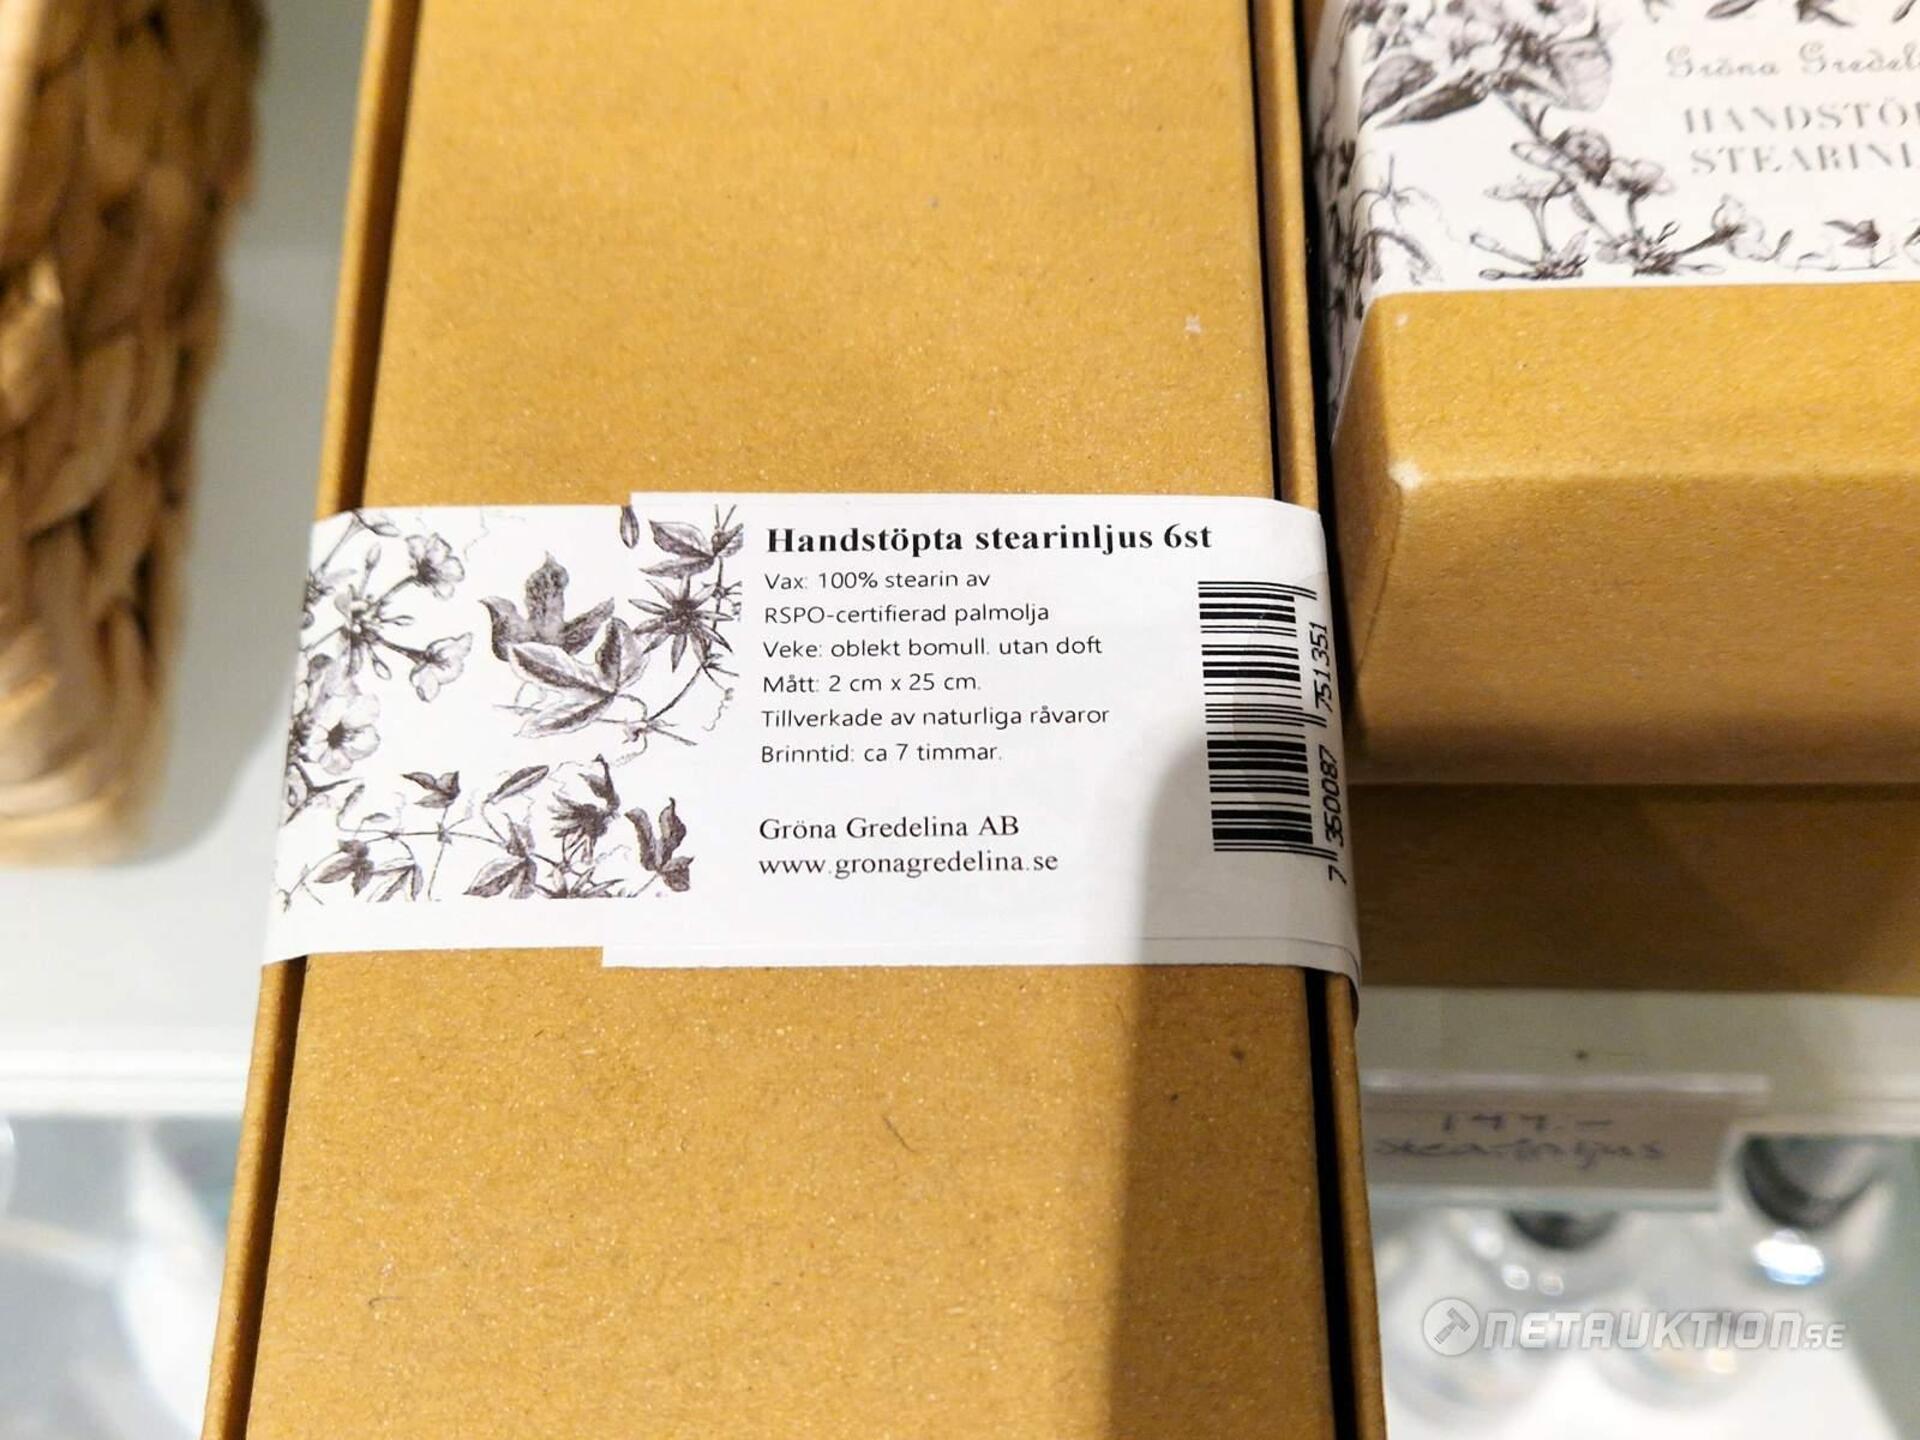 Gröna
HANDSTÖ
STEARINL
Handstöpta stearinljus 6st
Vax: 100% stearin av
RSPO-certifierad palmolja
Veke: oblekt bomull. utan doft
Mått: 2 cm x 25 cm.
Tillverkade av naturliga råvaror
Brinntid: ca 7 timmar.
Gröna Gredelina AB
www.gronagredelina.se
7 350087 751351
stearinljus
NETAUKTION.SE